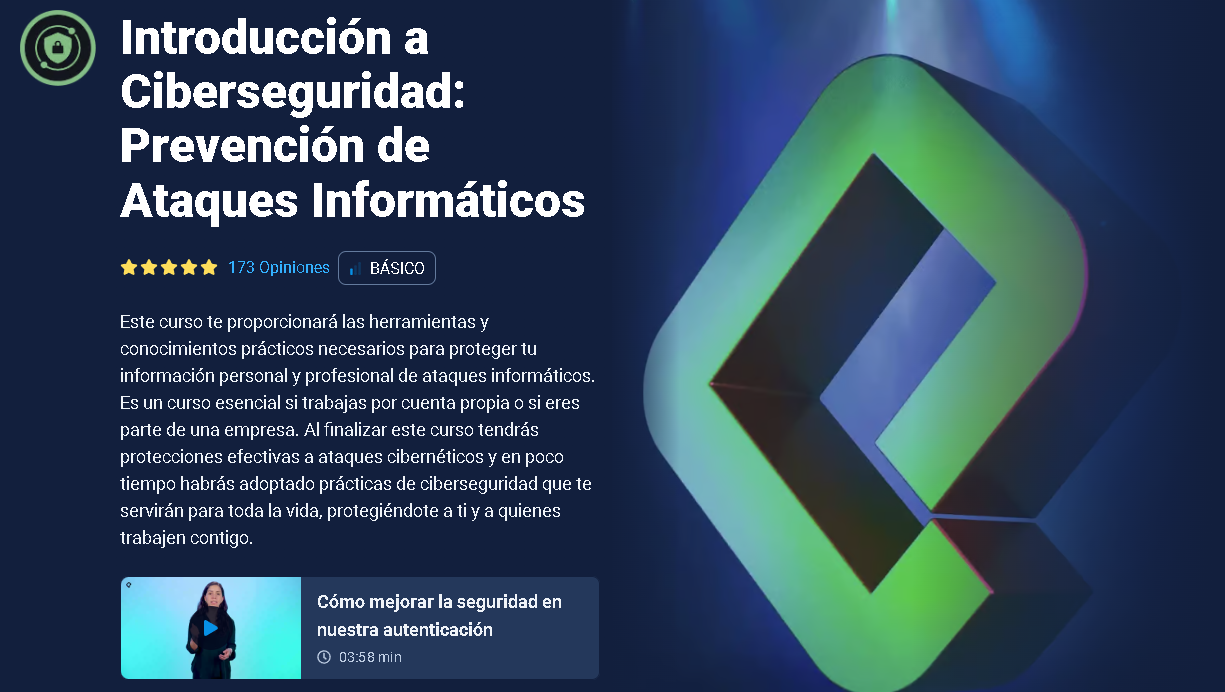 Introducción a
Ciberseguridad:
Prevención de
Ataques Informáticos
173 Opiniones
BÁSICO
Este curso te proporcionará las herramientas y
conocimientos prácticos necesarios para proteger tu
información personal y profesional de ataques informáticos.
Es un curso esencial si trabajas por cuenta propia o si eres
parte de una empresa. Al finalizar este curso tendrás
protecciones efectivas a ataques cibernéticos y en poco
tiempo habrás adoptado prácticas de ciberseguridad que te
servirán para toda la vida, protegiéndote a ti y a quienes
trabajen contigo.
Cómo mejorar la seguridad en
nuestra autenticación
03:58 min